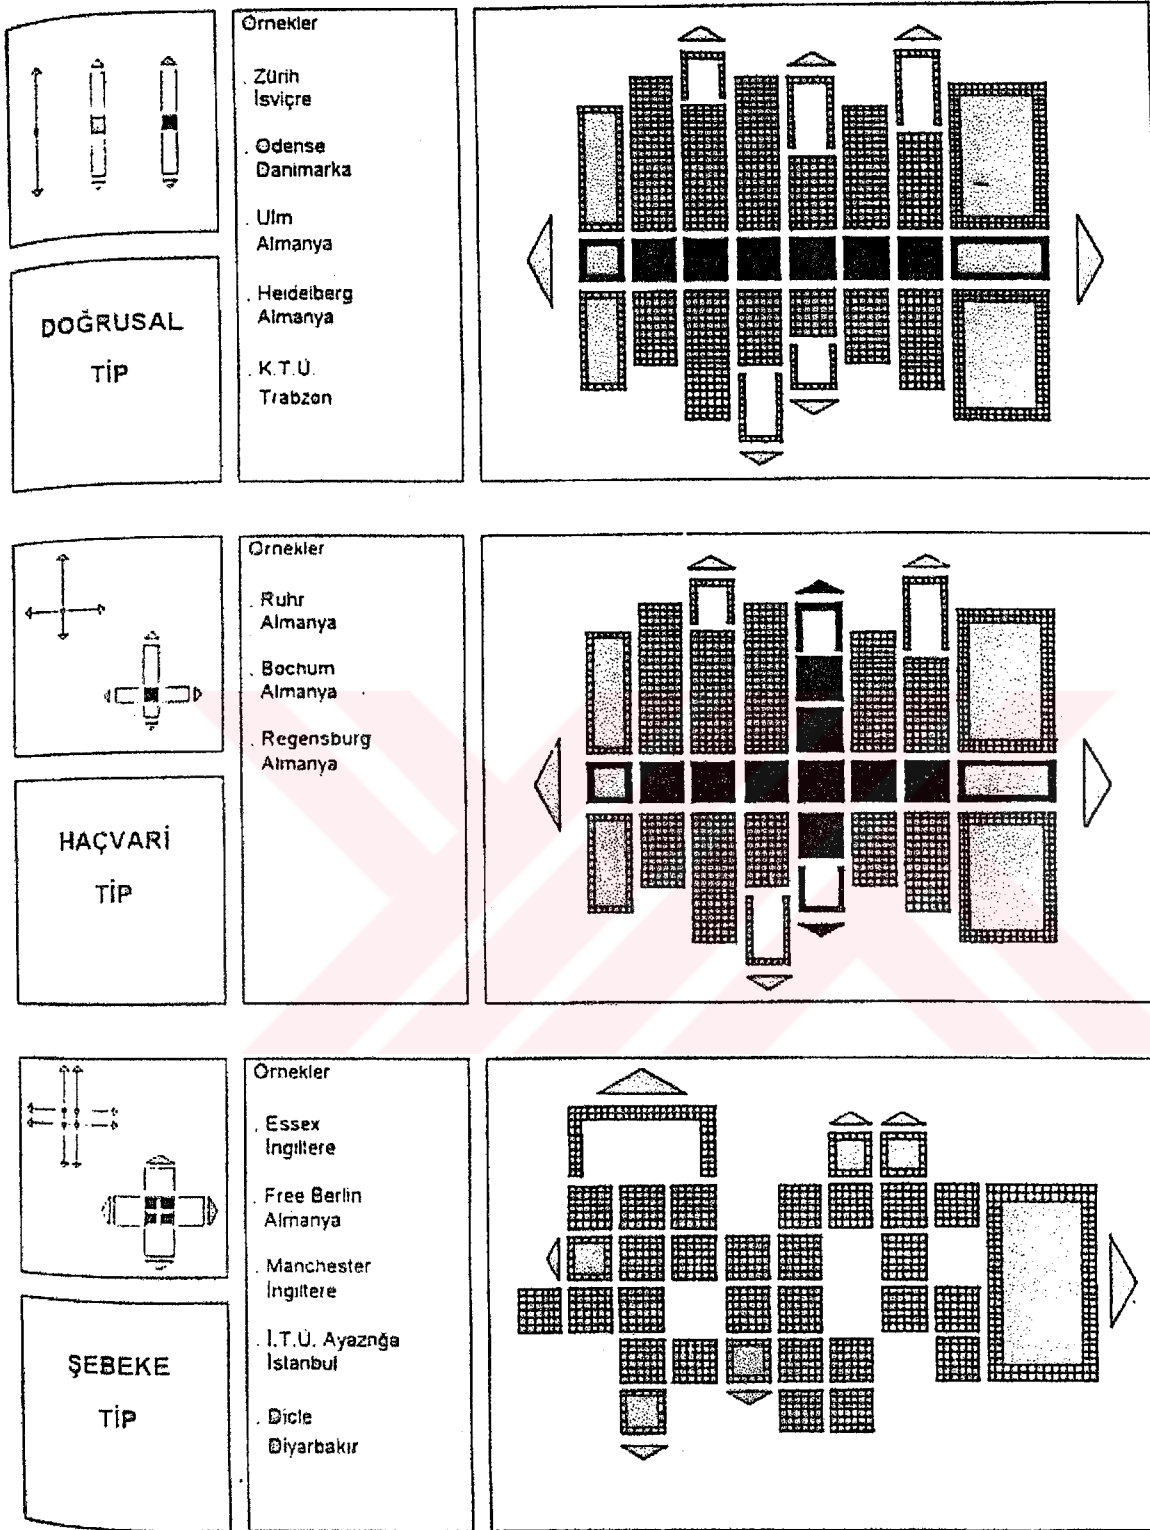 DOĞRUSAL
TİP
Örnekler
. Zürih
İsviçre
. Odense
Danimarka
. Ulm
Almanya
. Heidelberg
Almanya
. K.T.Ü.
Trabzon
HAÇVARİ
TİP
Örnekler
. Ruhr
Almanya
. Bochum
Almanya
. Regensburg
Almanya
ŞEBEKE
TİP
Örnekler
. Essex
İngiltere
. Free Berlin
Almanya
. Manchester
İngiltere
. İ.T.Ü. Ayazağa
İstanbul
. Dicle
Diyarbakır